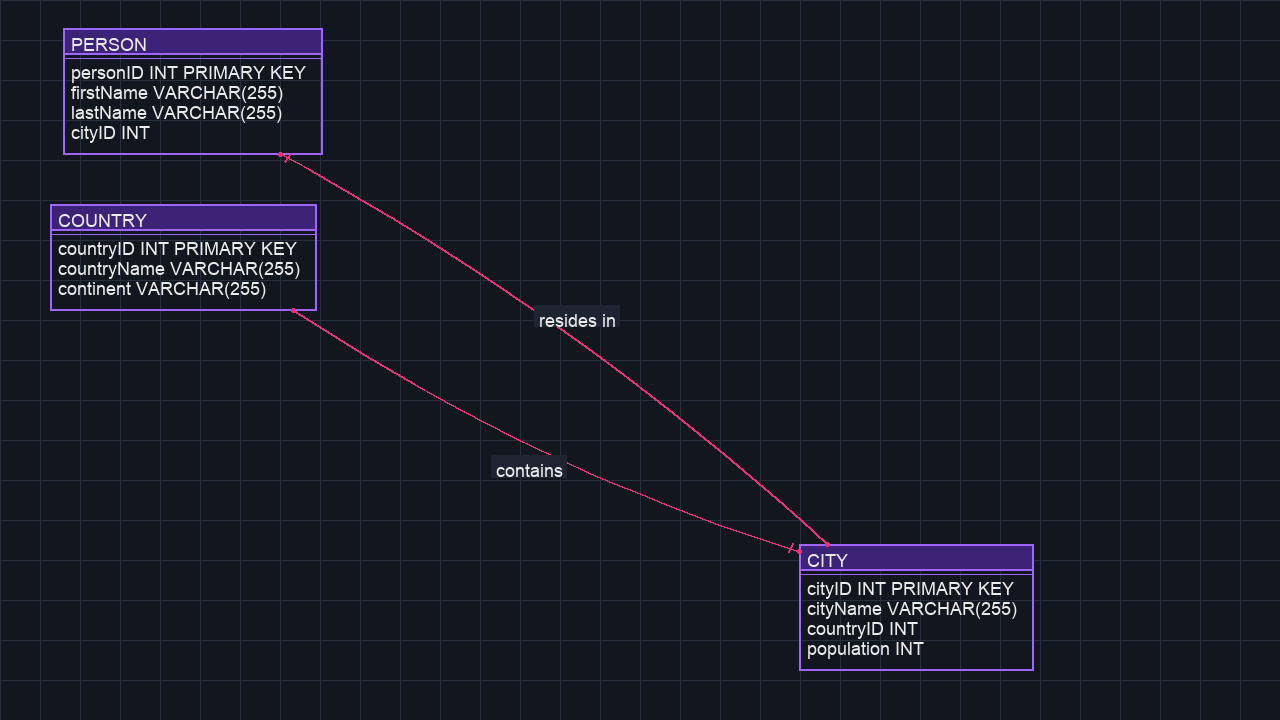 PERSON
personID INT PRIMARY KEY
firstName VARCHAR(255)
lastName VARCHAR(255)
cityID INT
COUNTRY
countryID INT PRIMARY KEY
countryName VARCHAR(255)
continent VARCHAR(255)
resides in
contains
CITY
cityID INT PRIMARY KEY
cityName VARCHAR(255)
countryID INT
population INT